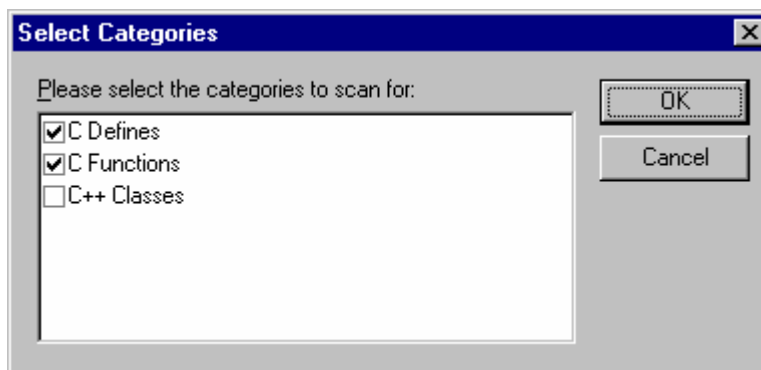 Select Categories
Please select the categories to scan for:
C Defines
C Functions
C++ Classes
OK
Cancel